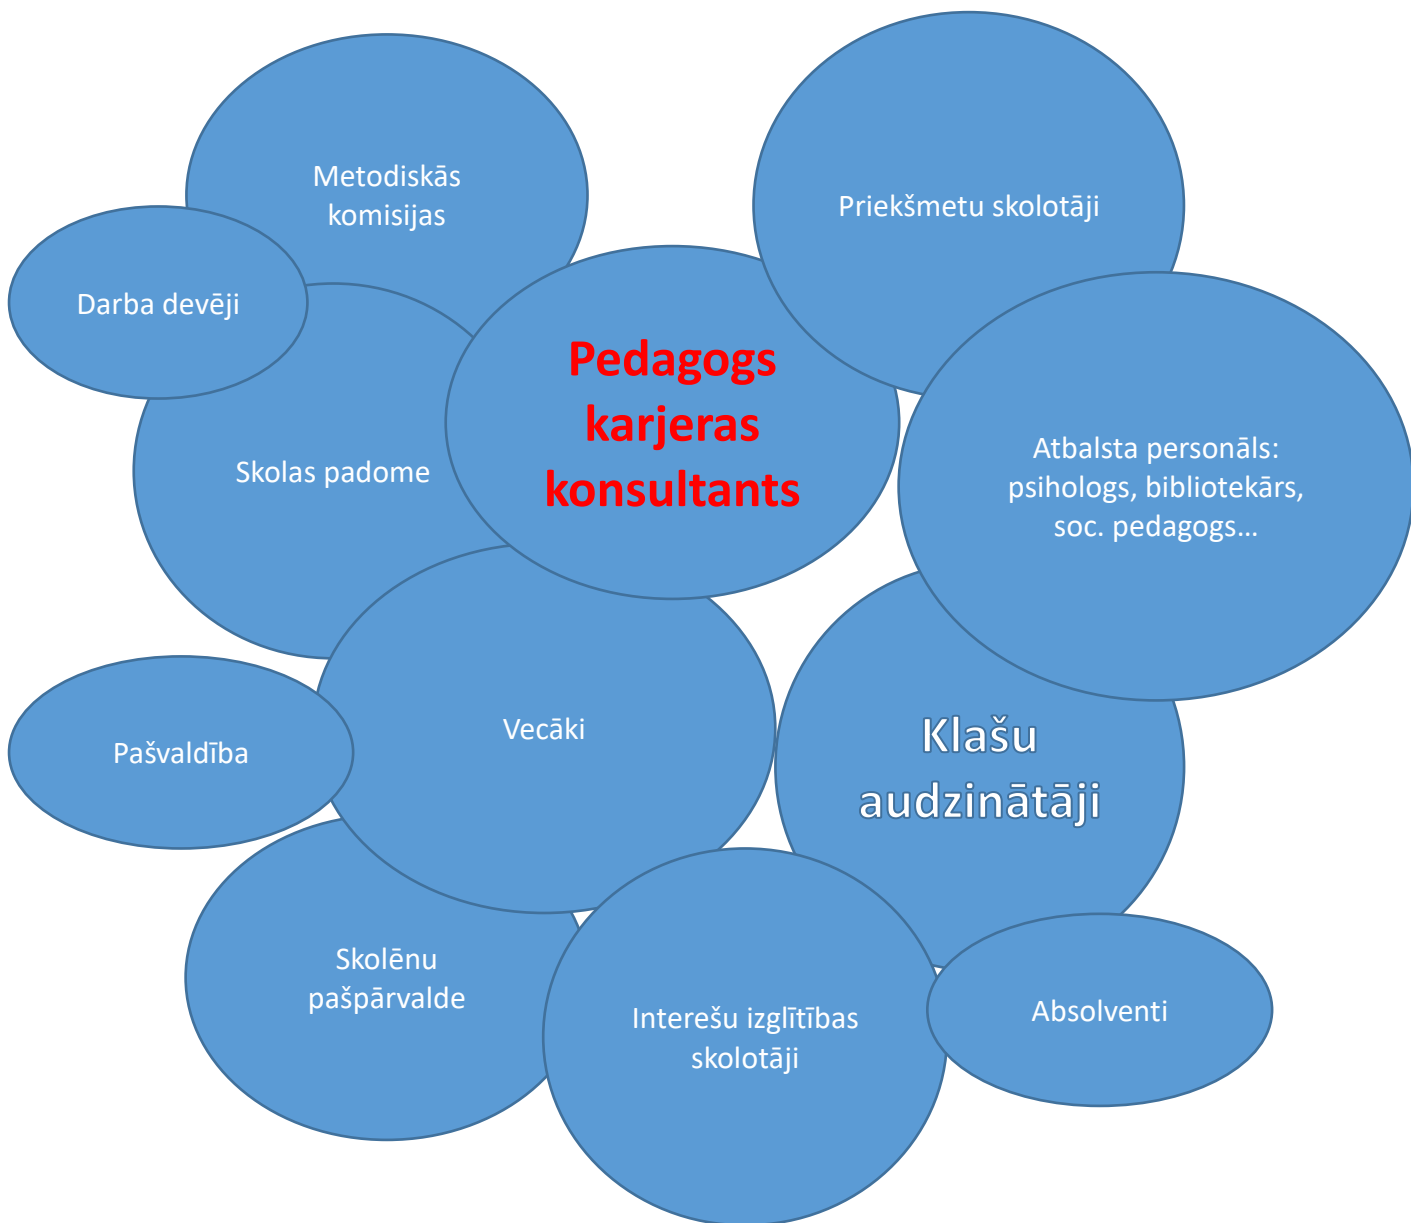 Metodiskās
komisijas
Priekšmetu skolotāji
Darba devēji
Pedagogs
karjeras
konsultants
Skolas padome
Atbalsta personāls:
psihologs, bibliotekārs,
soc. pedagogs…
Vecāki
Klašu
audzinātāji
Pašvaldība
Skolēnu
pašpārvalde
Interešu izglītības
skolotāji
Absolventi